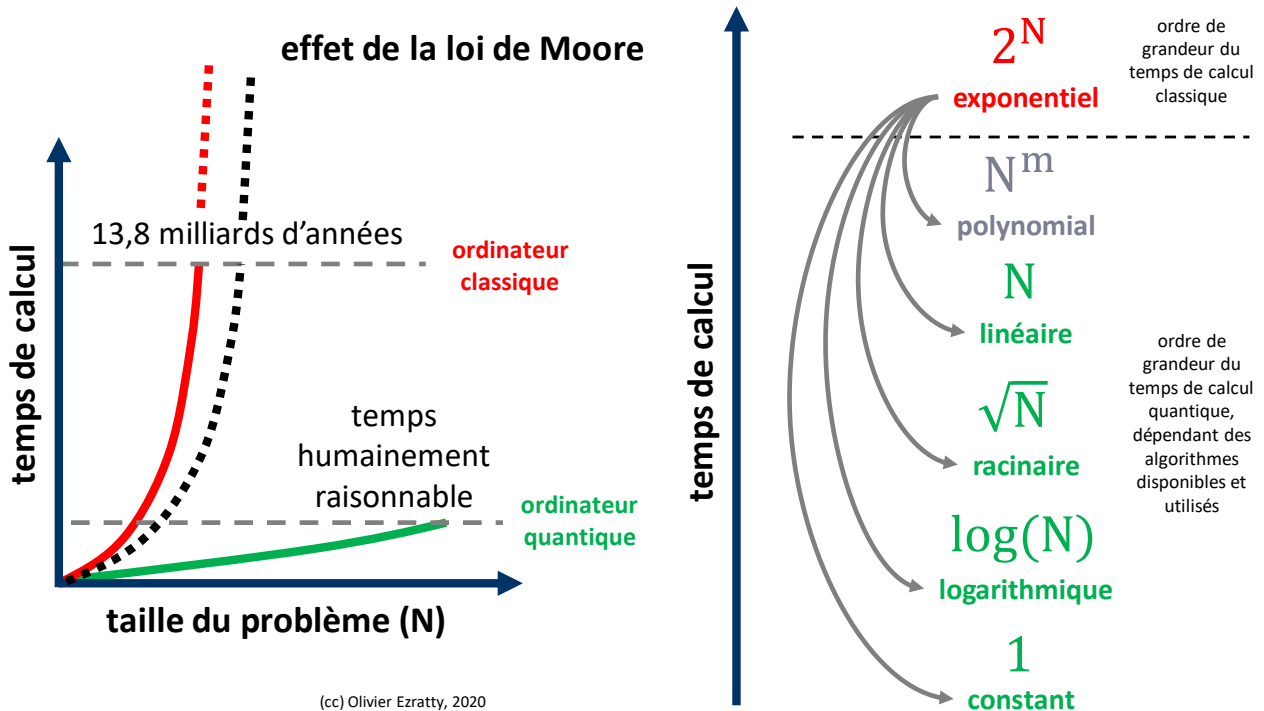 effet de la loi de Moore
13,8 milliards d’années
ordinateur
classique
temps
humainement
raisonnable
ordinateur
quantique
temps de calcul
taille du problème (N)
(cc) Olivier Ezratty, 2020
temps de calcul
2^N
exponentiel
ordre de
grandeur du
temps de calcul
classique
N^m
polynomial
N
linéaire
√N
racinaire
log(N)
logarithmique
1
constant
ordre de
grandeur du
temps de calcul
quantique,
dépendant des
algorithmes
disponibles et
utilisés